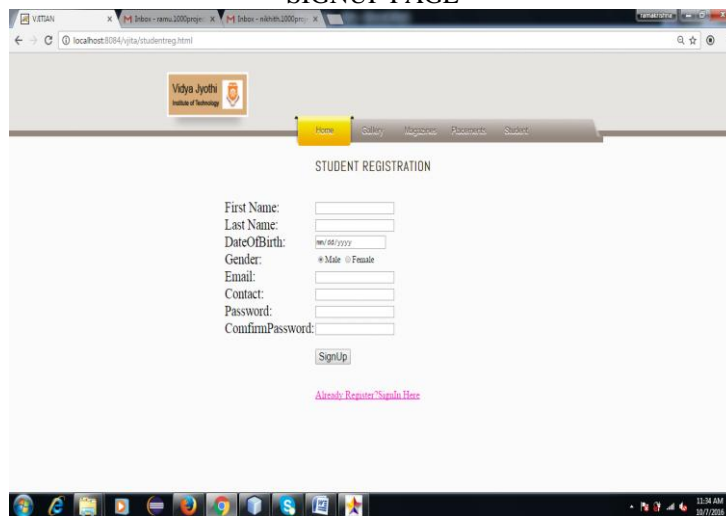 SIGNUP PAGE
VJITIAN
Inbox - ramu.1000proje
Inbox - nikhith.1000proj
ramakrishna
localhost:8084/vjita/studentreg.html
Vidya Jyothi
Institute of Technology
Home Gallery Magazines Placements Student
STUDENT REGISTRATION
First Name:
Last Name:
DateOfBirth: mm/dd/yyyy
Gender: Male Female
Email:
Contact:
Password:
ComfirmPassword:
SignUp
Already Register?SignIn Here
11:34 AM
10/7/2016